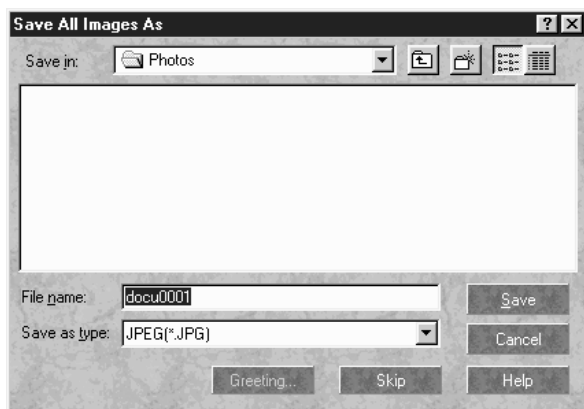 Save All Images As
Save in: Photos
File name: docu0001
Save
Save as type: JPEG(*.JPG)
Cancel
Greeting... Skip Help